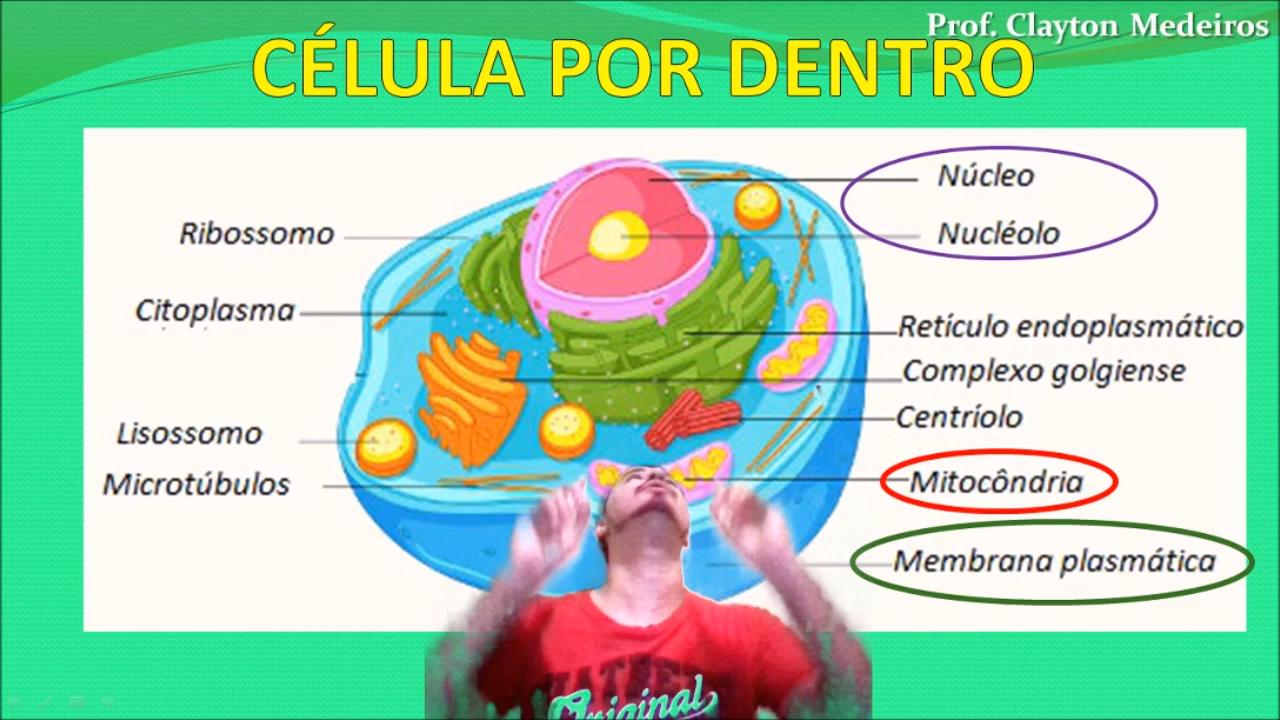 Prof. Clayton Medeiros
CÉLULA POR DENTRO
Núcleo
Ribossomo
Nucléolo
Citoplasma
Retículo endoplasmático
Complexo golgiense
Centríolo
Lisossomo
Microtúbulos
Mitocôndria
Membrana plasmática
Original